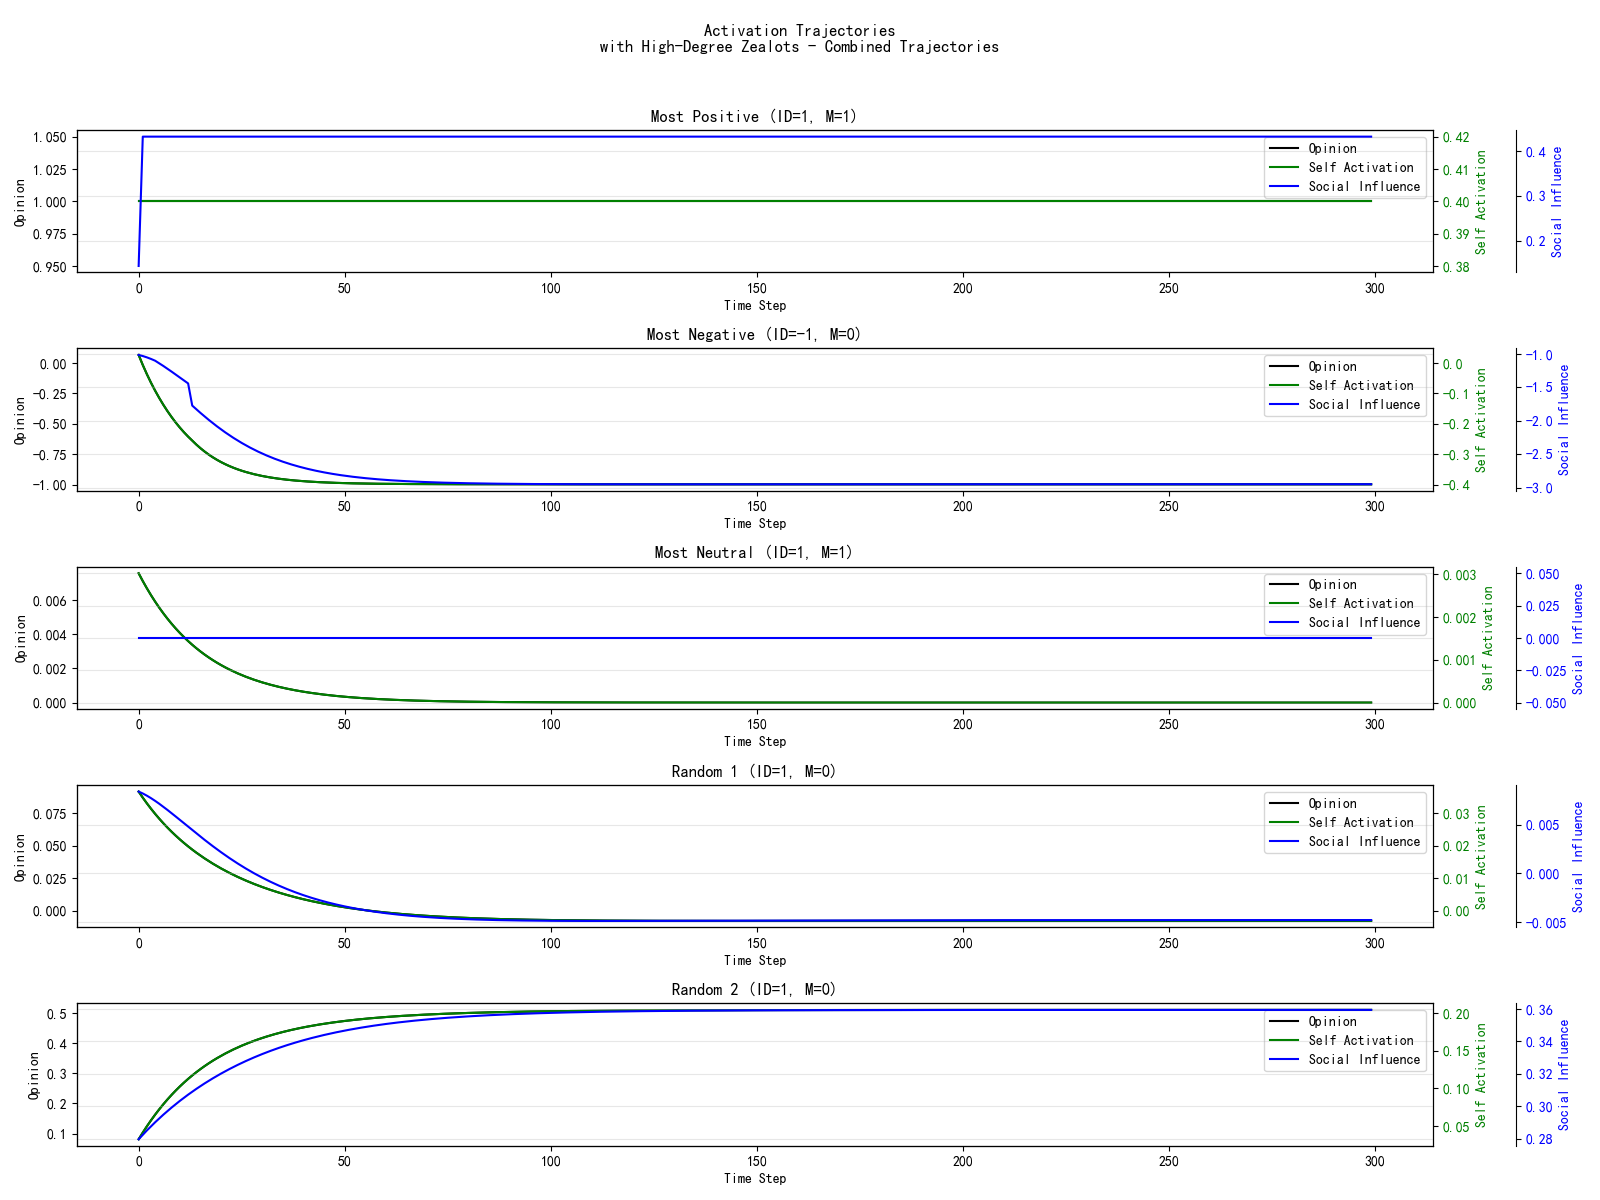 Activation Trajectories
with High-Degree Zealots - Combined Trajectories
Most Positive (ID=1, M=1)
1.050
1.025
1.000
0.975
0.950
Opinion
0
50
100
150
200
250
300
Time Step
0.42
0.41
0.40
0.39
0.38
Self Activation
0.4
0.3
0.2
Social Influence
Opinion
Self Activation
Social Influence
Most Negative (ID=-1, M=0)
0.00
-0.25
-0.50
-0.75
-1.00
Opinion
0
50
100
150
200
250
300
Time Step
0.0
-0.1
-0.2
-0.3
-0.4
Self Activation
-1.0
-1.5
-2.0
-2.5
-3.0
Social Influence
Opinion
Self Activation
Social Influence
Most Neutral (ID=1, M=1)
0.006
0.004
0.002
0.000
Opinion
0
50
100
150
200
250
300
Time Step
0.003
0.002
0.001
0.000
Self Activation
0.050
0.025
0.000
-0.025
-0.050
Social Influence
Opinion
Self Activation
Social Influence
Random 1 (ID=1, M=0)
0.075
0.050
0.025
0.000
Opinion
0
50
100
150
200
250
300
Time Step
0.03
0.02
0.01
0.00
Self Activation
0.005
0.000
-0.005
Social Influence
Opinion
Self Activation
Social Influence
Random 2 (ID=1, M=0)
0.5
0.4
0.3
0.2
0.1
Opinion
0
50
100
150
200
250
300
Time Step
0.20
0.15
0.10
0.05
Self Activation
0.36
0.34
0.32
0.30
0.28
Social Influence
Opinion
Self Activation
Social Influence